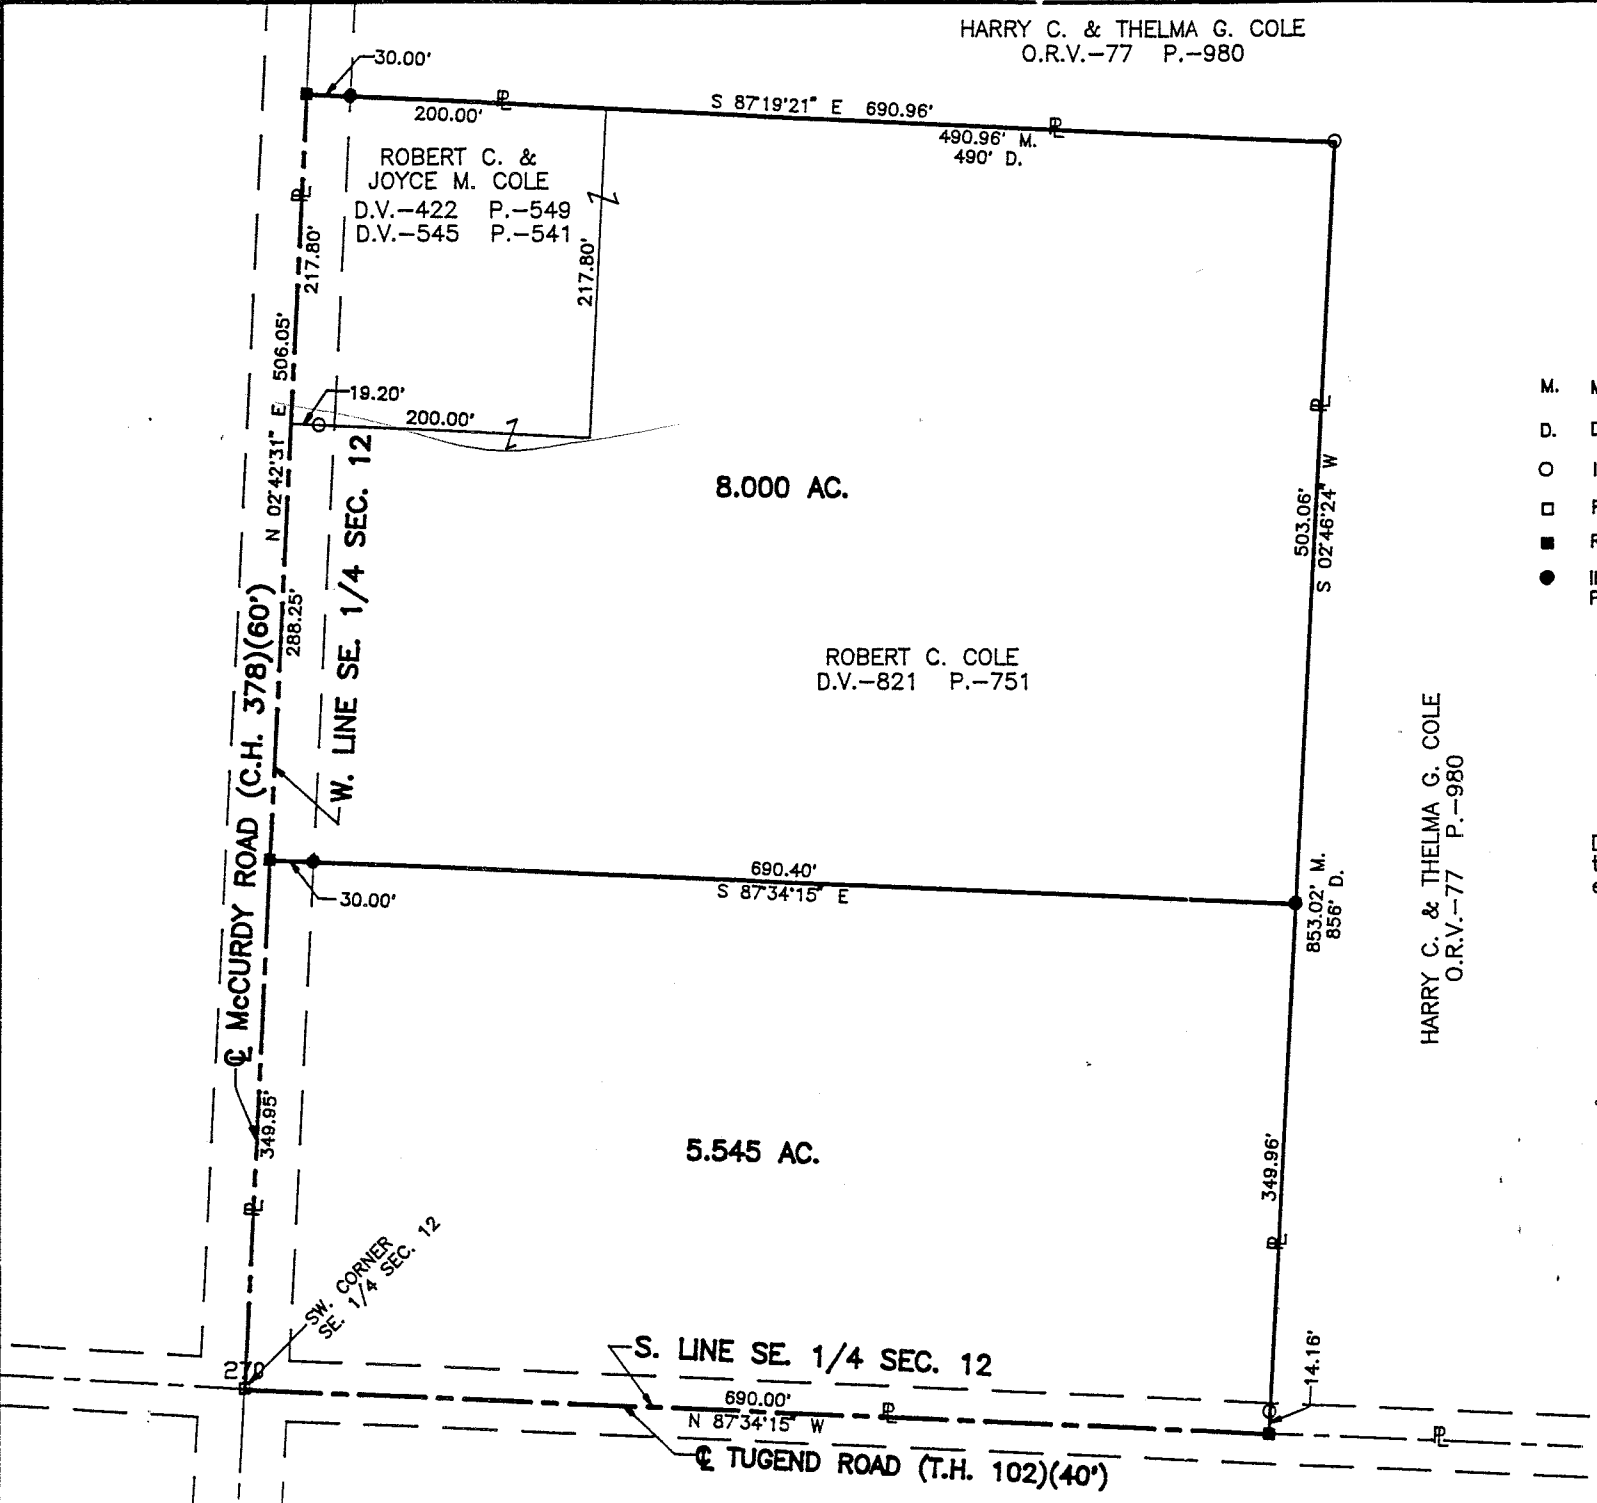 HARRY C. & THELMA G. COLE
O.R.V.-77 P.-980
30.00'
200.00'
S 87°19'21" E 690.96'
490.96' M.
490' D.
ROBERT C. &
JOYCE M. COLE
D.V.-422 P.-549
D.V.-545 P.-541
217.80'
217.80'
N 02°42'31" E 506.05'
19.20'
200.00'
M.
D.
8.000 AC.
503.06'
S 02°46'24" W
W. LINE SE. 1/4 SEC. 12
288.25'
ROBERT C. COLE
D.V.-821 P.-751
HARRY C. & THELMA G. COLE
O.R.V.-77 P.-980
℄ McCURDY ROAD (C.H. 378)(60')
690.40'
S 87°34'15" E
30.00'
853.02' M.
856' D.
349.95'
5.545 AC.
349.96'
SW. CORNER
SE. 1/4 SEC. 12
270
S. LINE SE. 1/4 SEC. 12
14.16'
690.00'
N 87°34'15" W
℄ TUGEND ROAD (T.H. 102)(40')